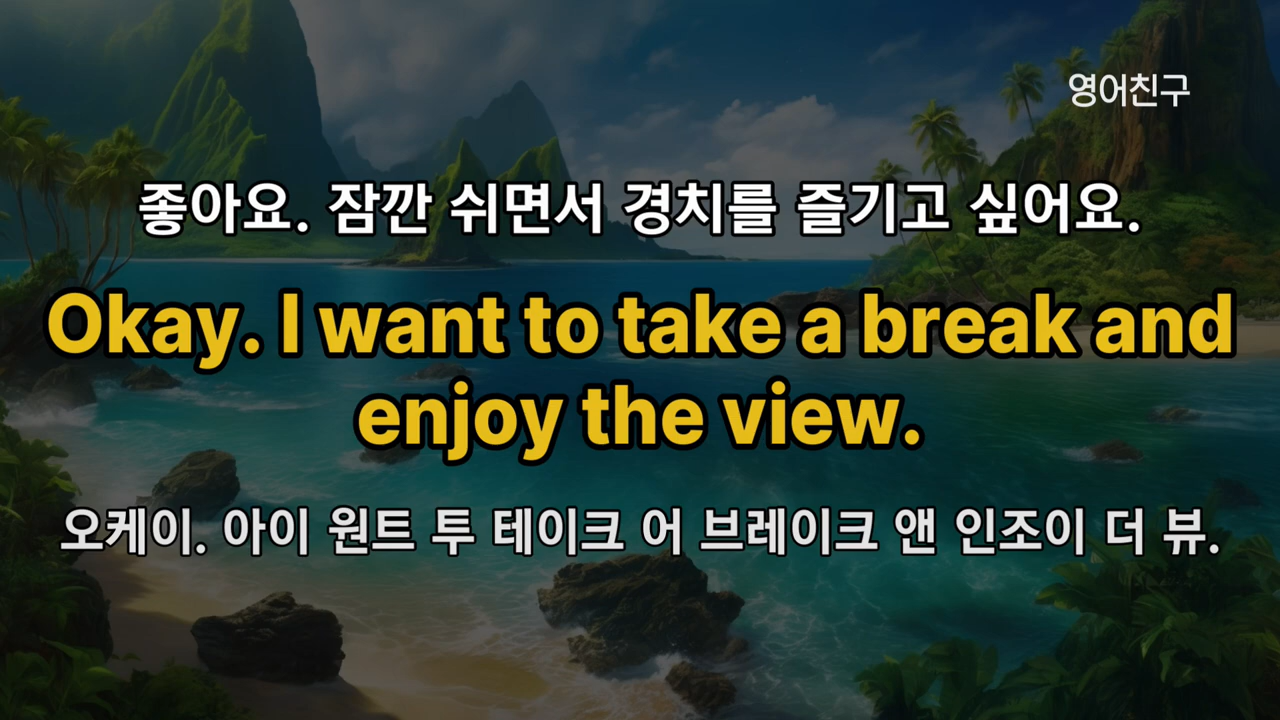 영어친구
좋아요. 잠깐 쉬면서 경치를 즐기고 싶어요.
Okay. I want to take a break and
enjoy the view.
오케이. 아이 원트 투 테이크 어 브레이크 앤 인조이 더 뷰.